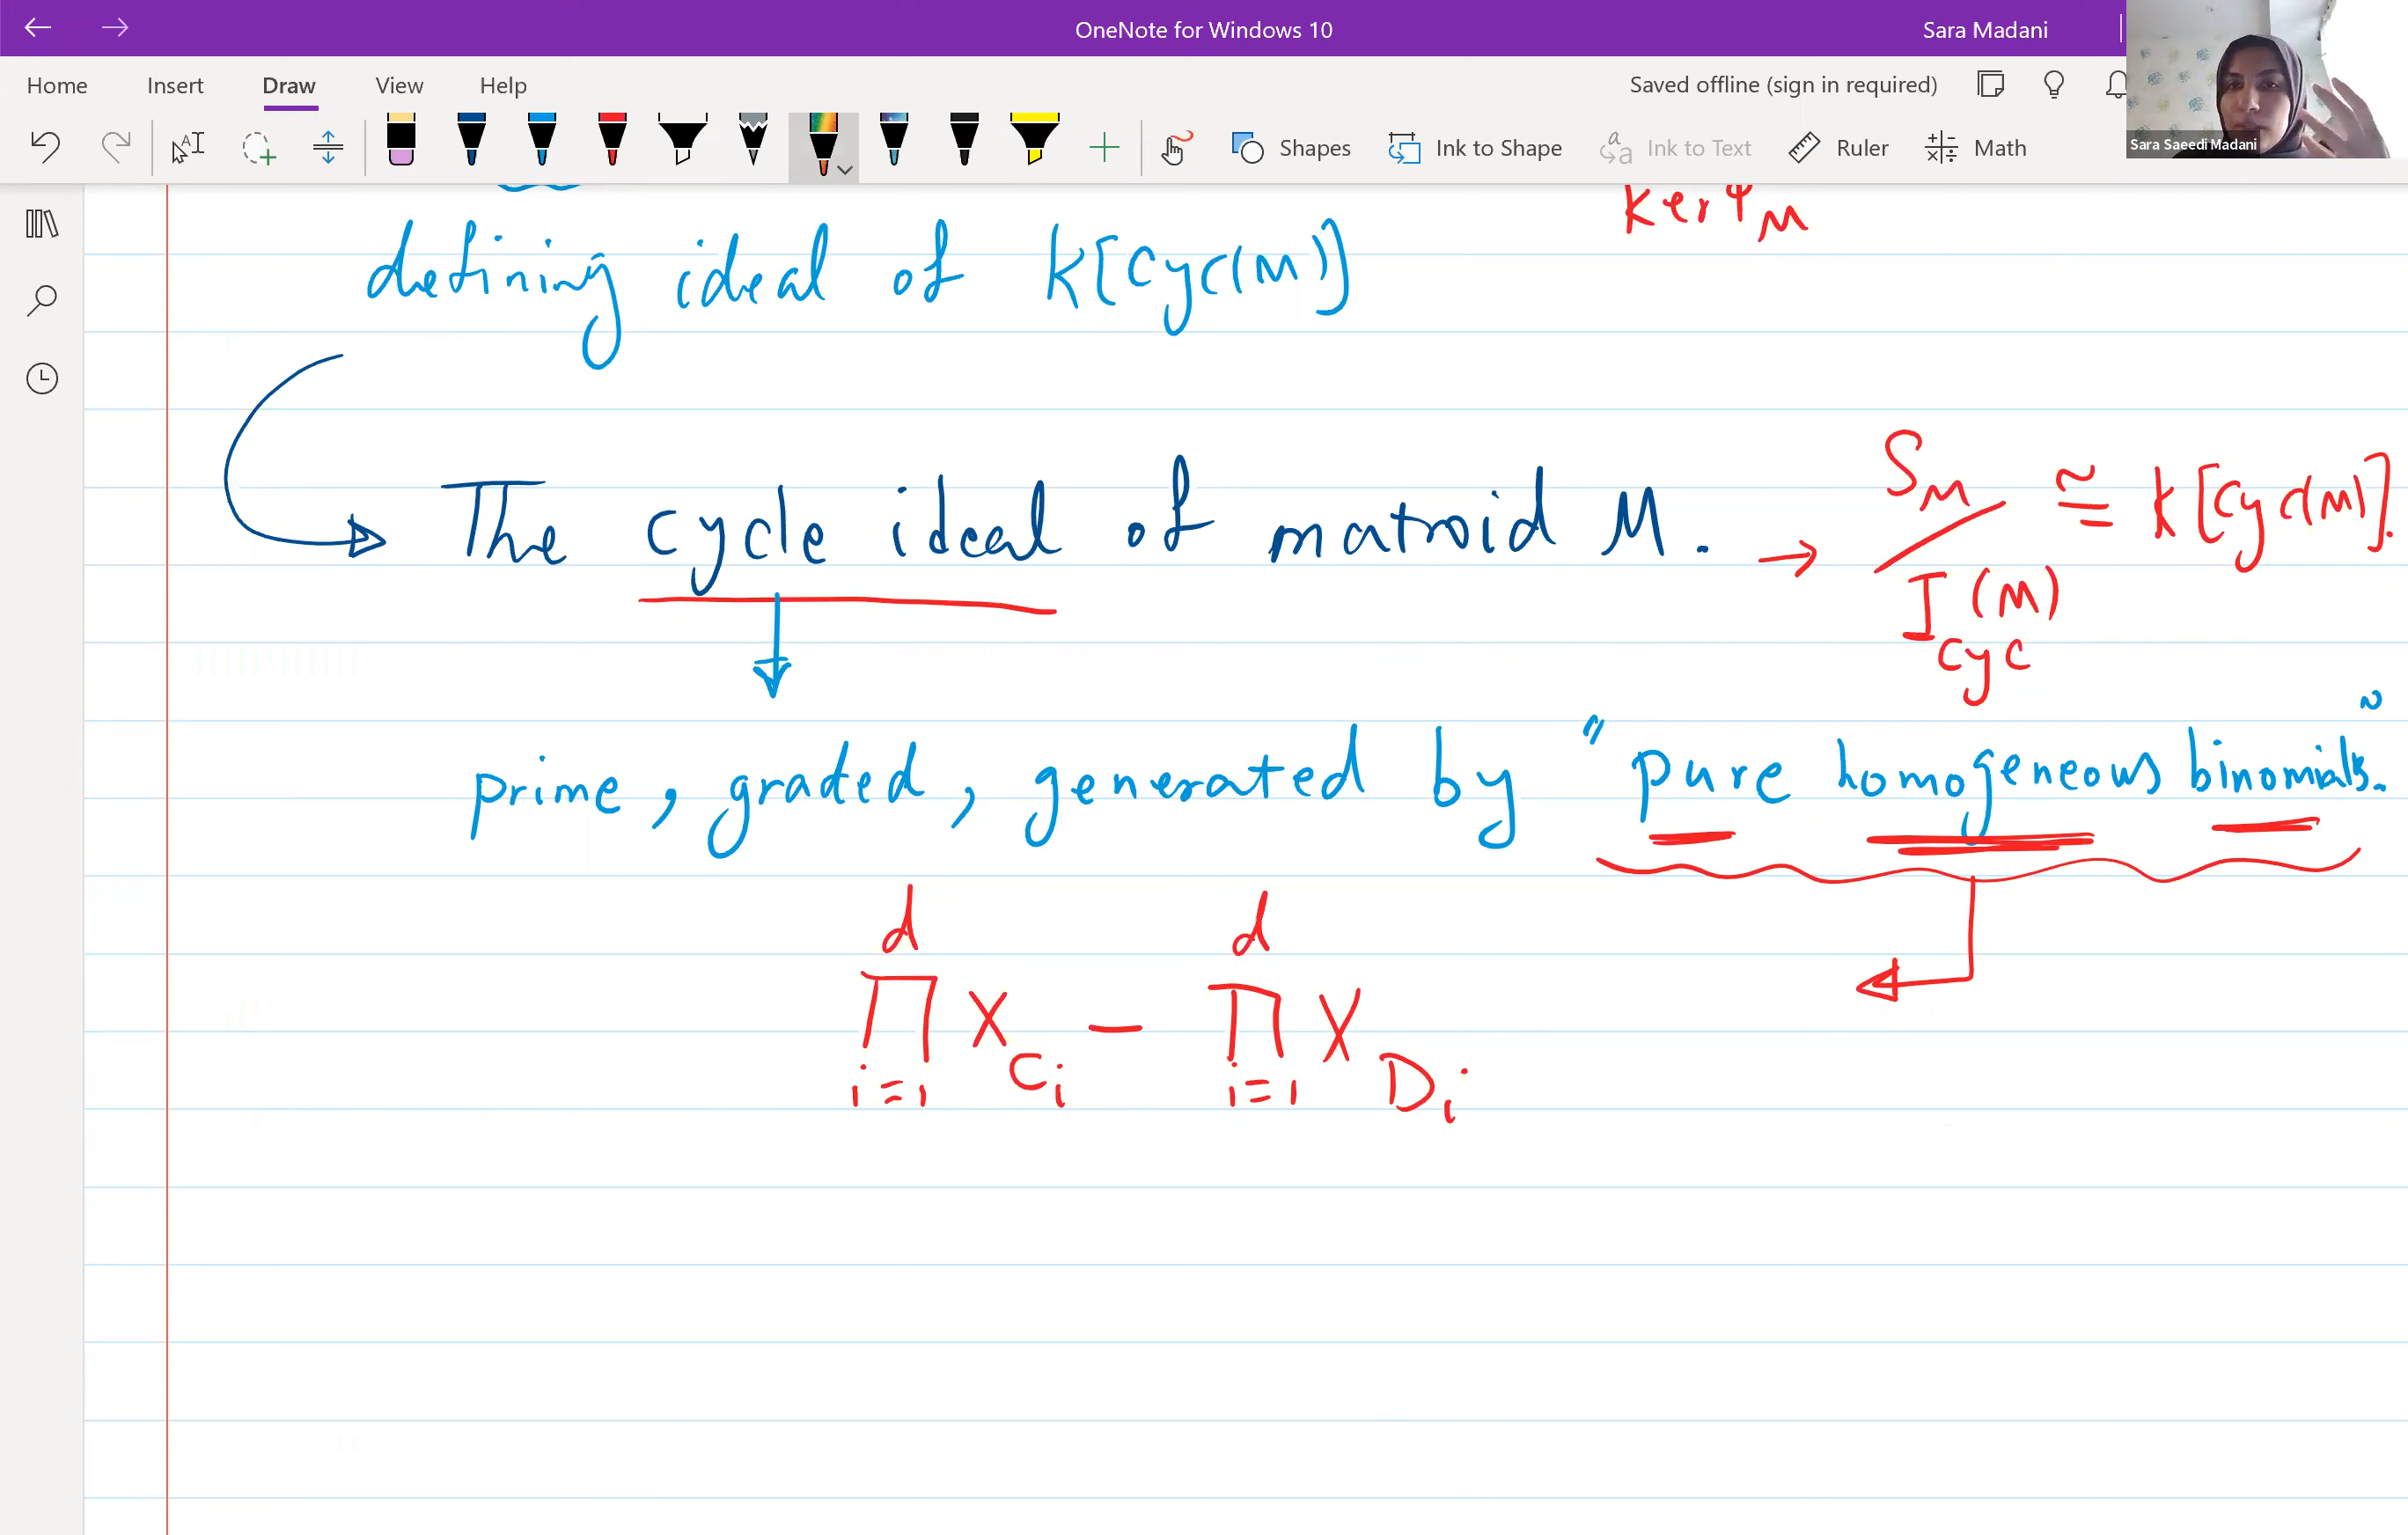 OneNote for Windows 10
Sara Madani
Home Insert Draw View Help
Saved offline (sign in required)
Shapes Ink to Shape Ink to Text Ruler Math
Sara Saeedi Madani
ker φ_M
defining ideal of K[Cyc(M)]
The cycle ideal of matroid M. → S_M / I_cyc(M) ≅ K[Cyc(M)].
prime, graded, generated by "pure homogeneous binomials."
∏_{i=1}^{d} X_{C_i} − ∏_{i=1}^{d} X_{D_i}